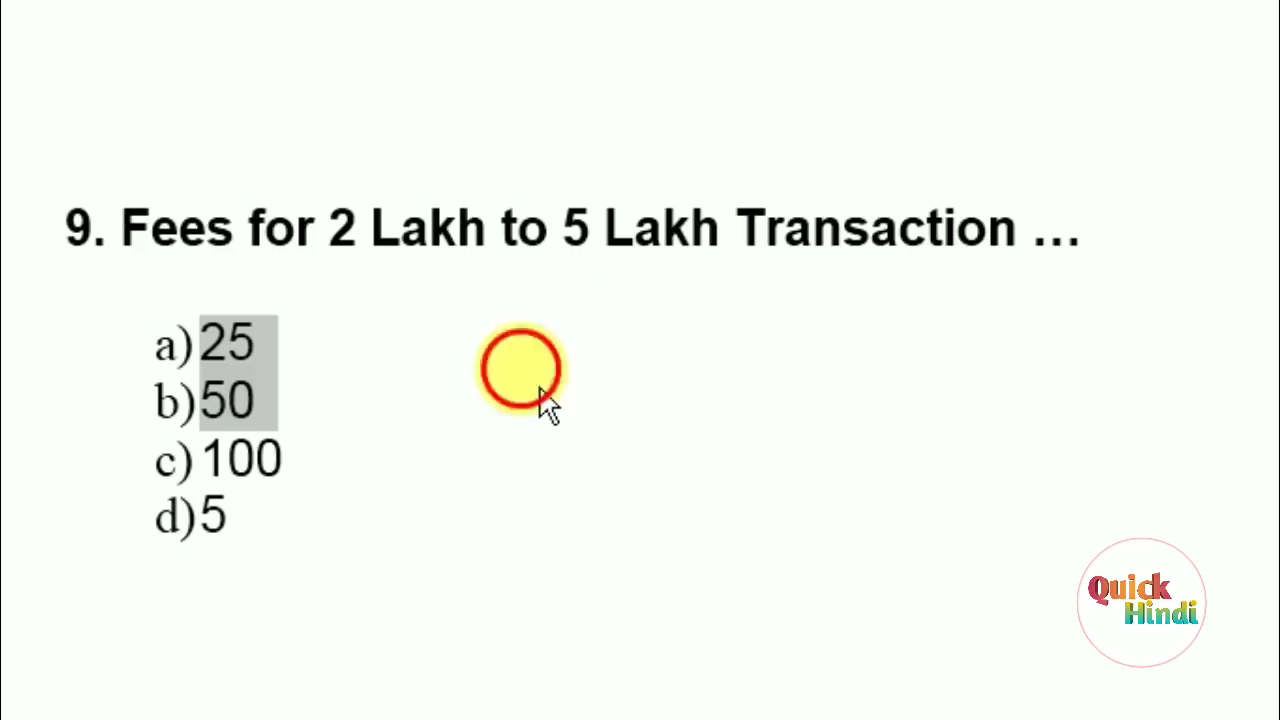 9. Fees for 2 Lakh to 5 Lakh Transaction ...
a) 25
b) 50
c) 100
d) 5
Quick
Hindi